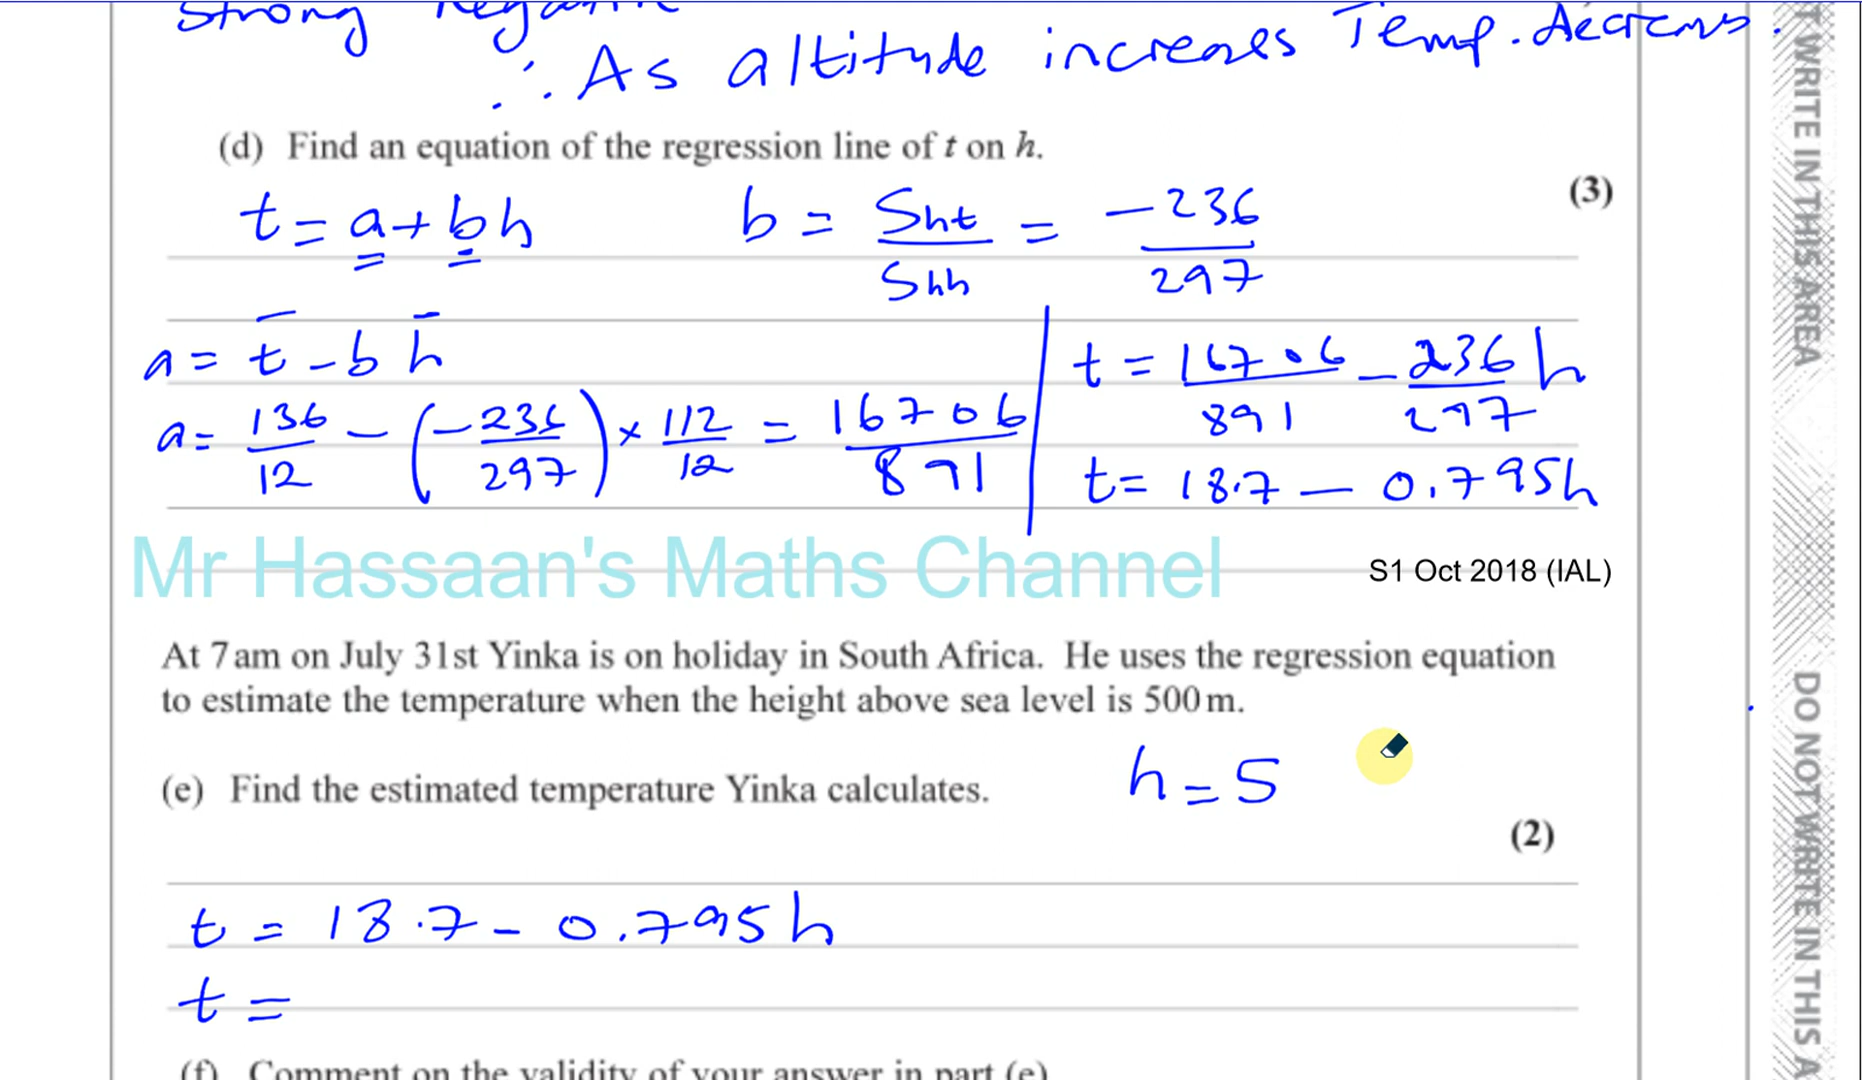 strong negative
∴ As altitude increases Temp. decreases.
(d) Find an equation of the regression line of t on h.
(3)
t = a + bh    b = Sht/Shh = -236/297
a = t̄ - b h̄
a = 136/12 - (-236/297) × 112/12 = 16706/891
t = 16706/891 - 236/297 h
t = 18.7 - 0.795h
Mr Hassaan's Maths Channel
S1 Oct 2018 (IAL)
At 7 am on July 31st Yinka is on holiday in South Africa. He uses the regression equation
to estimate the temperature when the height above sea level is 500 m.
(e) Find the estimated temperature Yinka calculates.
h = 5
(2)
t = 18.7 - 0.795h
t =
(f) Comment on the validity of your answer in part (e)
T WRITE IN THIS AREA
DO NOT WRITE IN THIS A